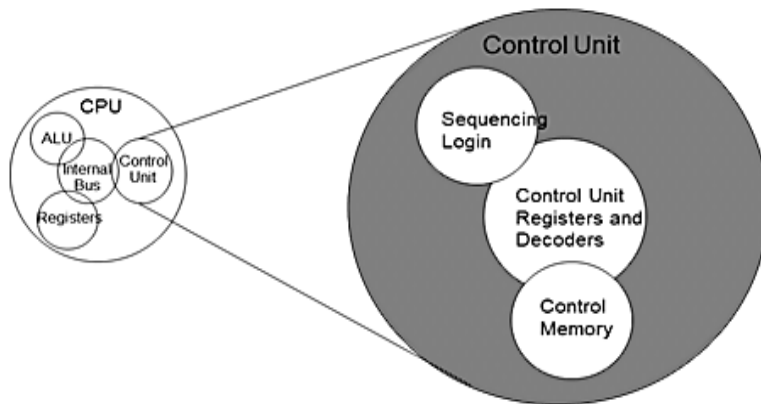 CPU
ALU
Internal
Bus
Control
Unit
Registers
Control Unit
Sequencing
Login
Control Unit
Registers and
Decoders
Control
Memory